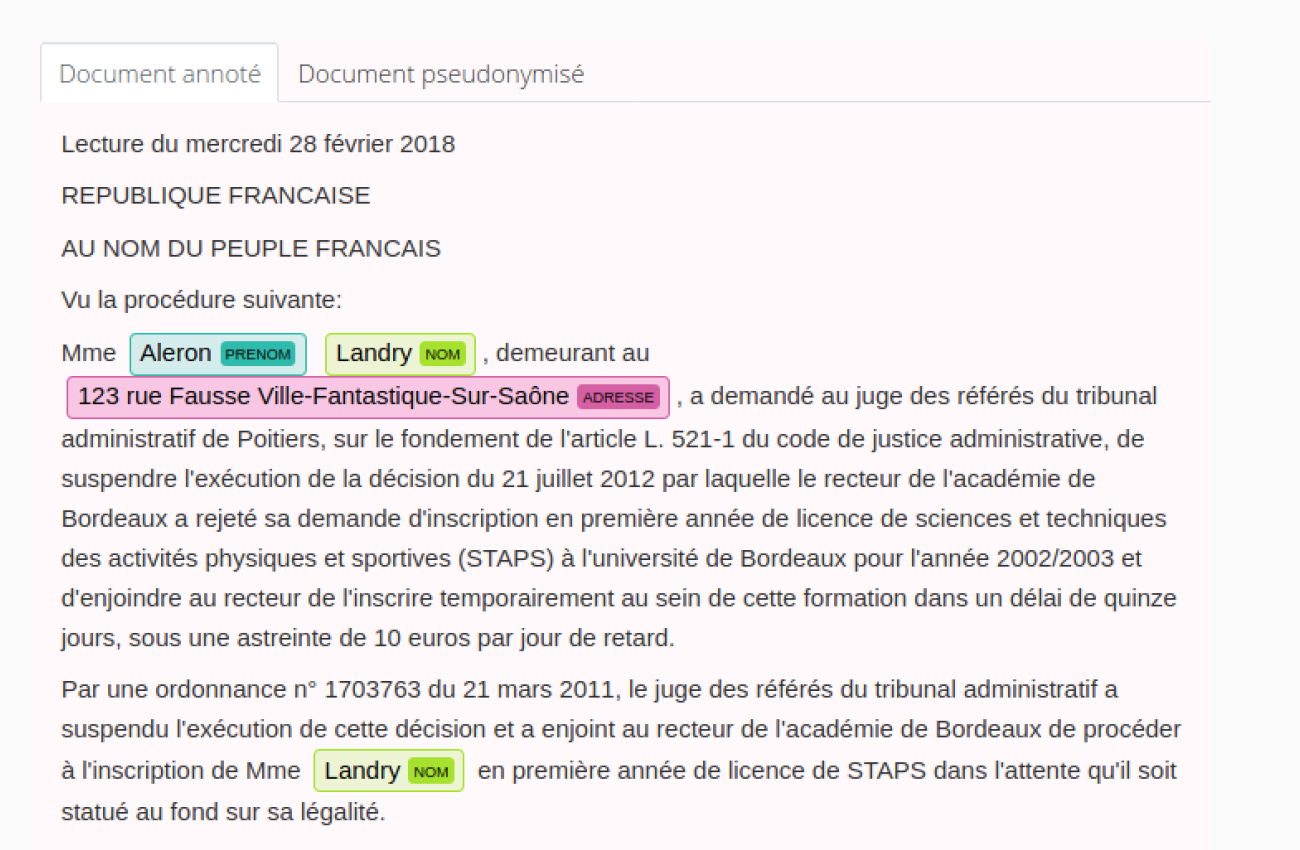 Document annoté Document pseudonymisé
Lecture du mercredi 28 février 2018
REPUBLIQUE FRANCAISE
AU NOM DU PEUPLE FRANCAIS
Vu la procédure suivante:
Mme Aleron PRENOM Landry NOM , demeurant au
123 rue Fausse Ville-Fantastique-Sur-Saône ADRESSE , a demandé au juge des référés du tribunal
administratif de Poitiers, sur le fondement de l'article L. 521-1 du code de justice administrative, de
suspendre l'exécution de la décision du 21 juillet 2012 par laquelle le recteur de l'académie de
Bordeaux a rejeté sa demande d'inscription en première année de licence de sciences et techniques
des activités physiques et sportives (STAPS) à l'université de Bordeaux pour l'année 2002/2003 et
d'enjoindre au recteur de l'inscrire temporairement au sein de cette formation dans un délai de quinze
jours, sous une astreinte de 10 euros par jour de retard.
Par une ordonnance n° 1703763 du 21 mars 2011, le juge des référés du tribunal administratif a
suspendu l'exécution de cette décision et a enjoint au recteur de l'académie de Bordeaux de procéder
à l'inscription de Mme Landry NOM en première année de licence de STAPS dans l'attente qu'il soit
statué au fond sur sa légalité.